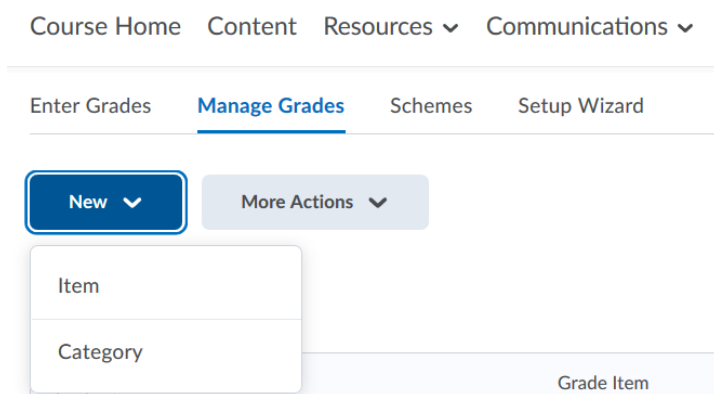 Course Home Content Resources Communications
Enter Grades Manage Grades Schemes Setup Wizard
New More Actions
Item
Category
Grade Item